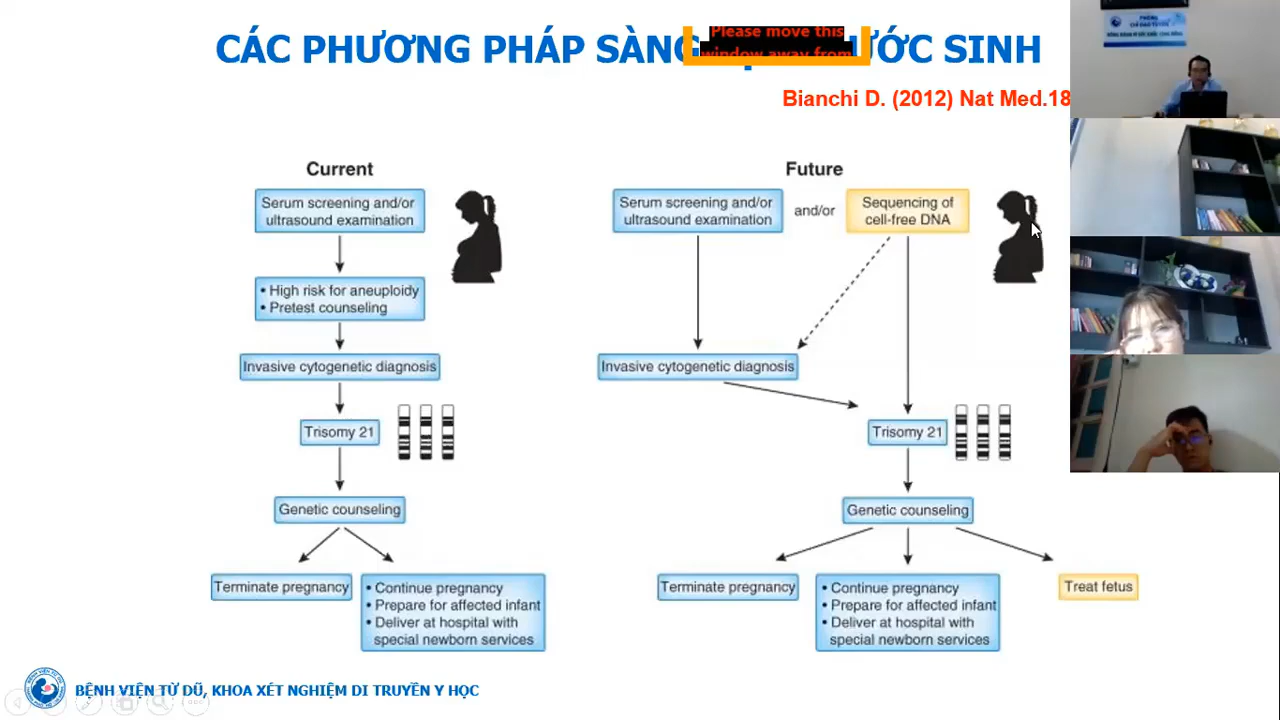 CÁC PHƯƠNG PHÁP SÀNG ƯỚC SINH
Please move this
window away from
Bianchi D. (2012) Nat Med.18
Current
Serum screening and/or
ultrasound examination
• High risk for aneuploidy
• Pretest counseling
Invasive cytogenetic diagnosis
Trisomy 21
Genetic counseling
Terminate pregnancy
• Continue pregnancy
• Prepare for affected infant
• Deliver at hospital with
special newborn services
Future
Serum screening and/or
ultrasound examination
and/or
Sequencing of
cell-free DNA
Invasive cytogenetic diagnosis
Trisomy 21
Genetic counseling
Terminate pregnancy
• Continue pregnancy
• Prepare for affected infant
• Deliver at hospital with
special newborn services
Treat fetus
BỆNH VIỆN TỪ DŨ, KHOA XÉT NGHIỆM DI TRUYỀN Y HỌC